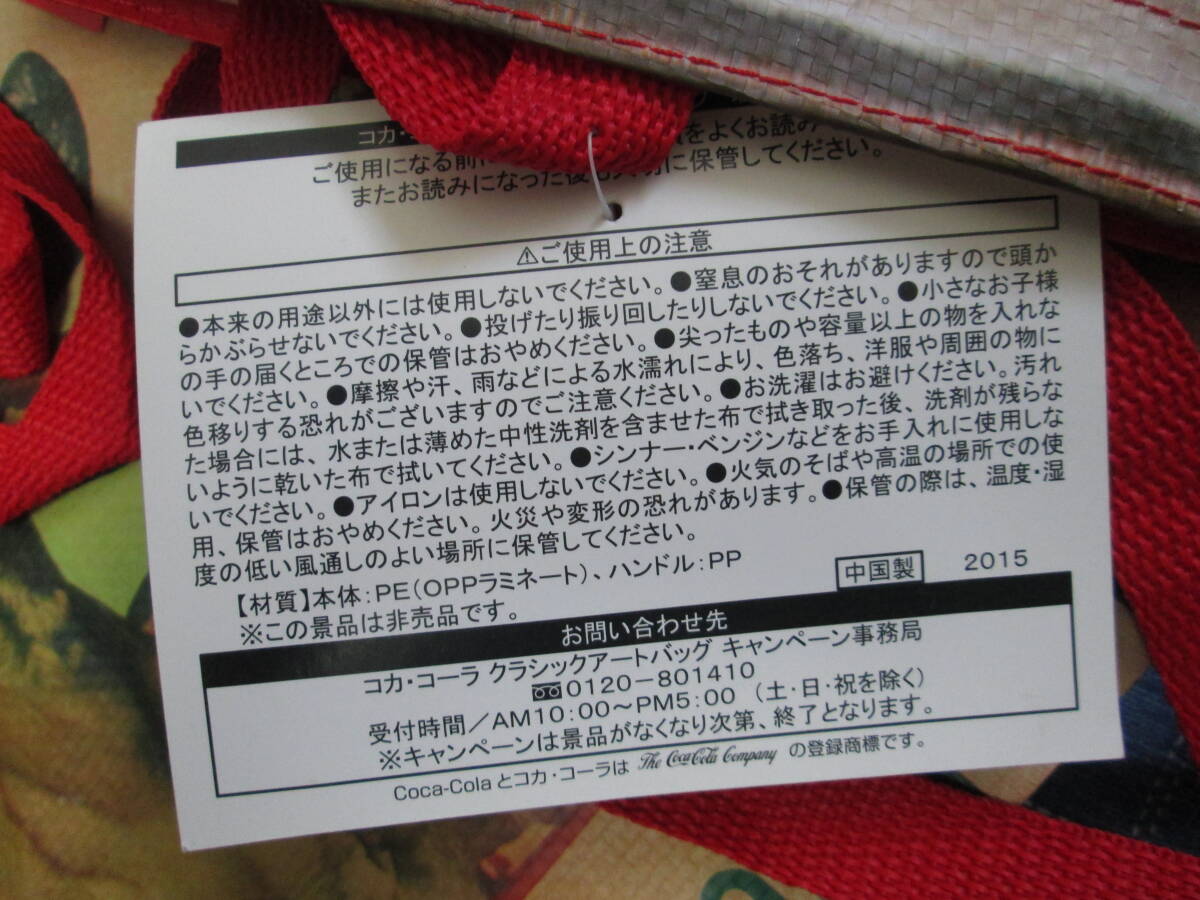 コカ・
をよくお読み
ご使用になる前に
またお読みになった後も大切に保管してください。
⚠ご使用上の注意
●本来の用途以外には使用しないでください。●窒息のおそれがありますので頭か
らかぶらせないでください。●投げたり振り回したりしないでください。●小さなお子様
の手の届くところでの保管はおやめください。●尖ったものや容量以上の物を入れな
いでください。●摩擦や汗、雨などによる水濡れにより、色落ち、洋服や周囲の物に
色移りする恐れがございますのでご注意ください。●お洗濯はお避けください。汚れ
た場合には、水または薄めた中性洗剤を含ませた布で拭き取った後、洗剤が残らな
いように乾いた布で拭いてください。●シンナー・ベンジンなどをお手入れに使用しな
いでください。●アイロンは使用しないでください。●火気のそばや高温の場所での使
用、保管はおやめください。火災や変形の恐れがあります。●保管の際は、温度・湿
度の低い風通しのよい場所に保管してください。
【材質】本体：PE（OPPラミネート）、ハンドル：PP
※この景品は非売品です。
中国製 2015
お問い合わせ先
コカ・コーラ クラシックアートバッグ キャンペーン事務局
0120－801410
受付時間／AM10：00～PM5：00 （土・日・祝を除く）
※キャンペーンは景品がなくなり次第、終了となります。
Coca-Colaとコカ・コーラは The Coca-Cola Company の登録商標です。